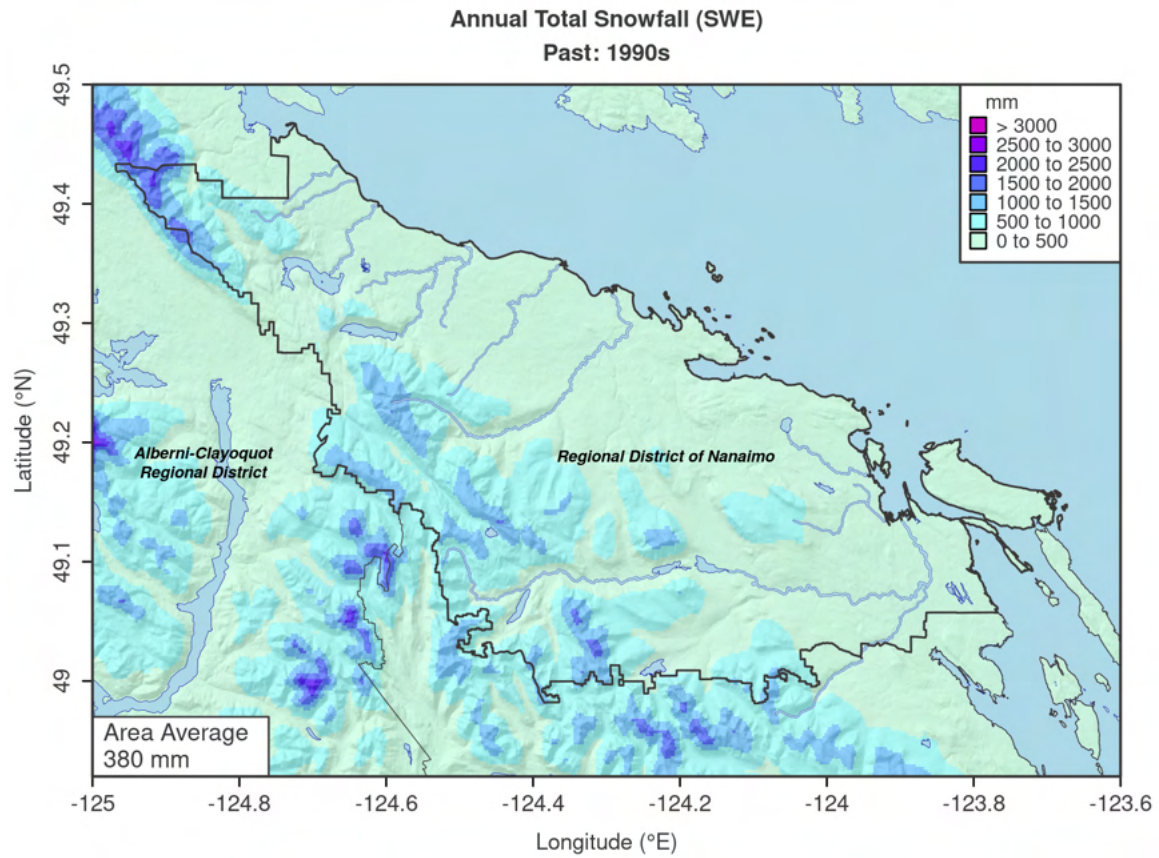 Annual Total Snowfall (SWE)
Past: 1990s
mm
> 3000
2500 to 3000
2000 to 2500
1500 to 2000
1000 to 1500
500 to 1000
0 to 500
49.5
49.4
49.3
49.2
49.1
49
Latitude (°N)
Alberni-Clayoquot
Regional District
Regional District of Nanaimo
Area Average
380 mm
-125
-124.8
-124.6
-124.4
-124.2
-124
-123.8
-123.6
Longitude (°E)